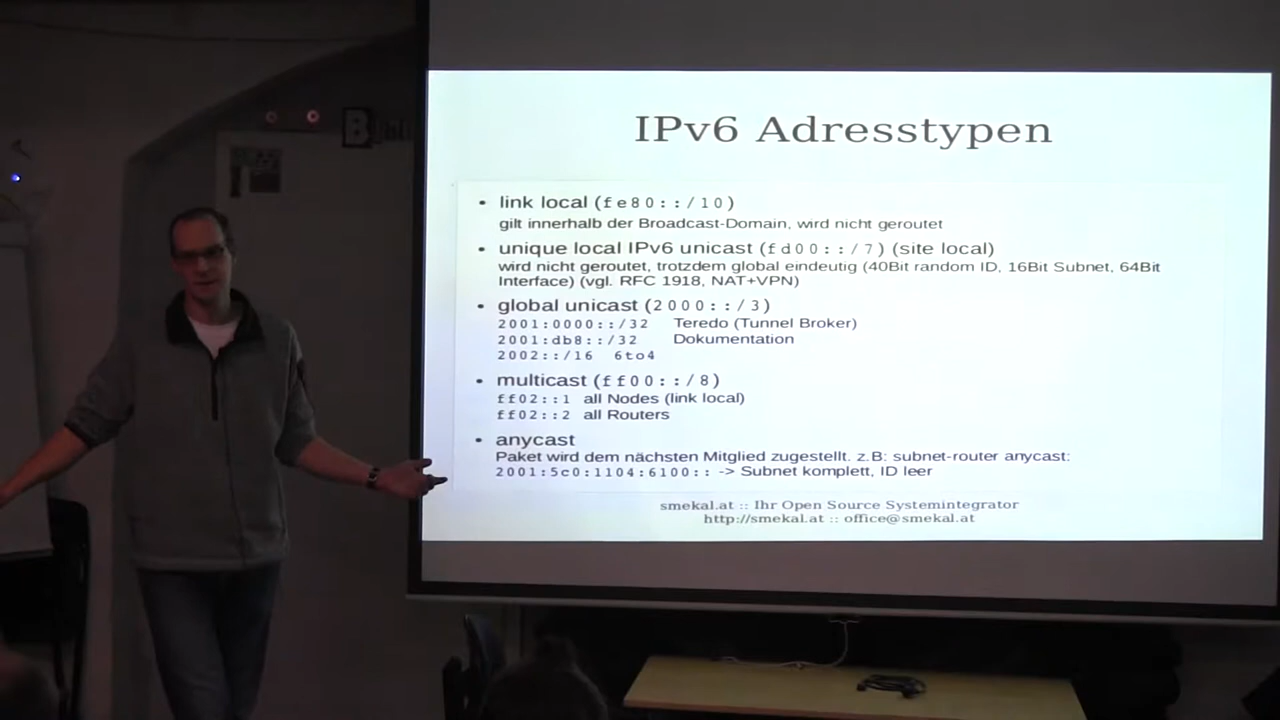 IPv6 Adresstypen
• link local (fe80::/10)
gilt innerhalb der Broadcast-Domain, wird nicht geroutet
• unique local IPv6 unicast (fd00::/7) (site local)
wird nicht geroutet, trotzdem global eindeutig (40Bit random ID, 16Bit Subnet, 64Bit
Interface) (vgl. RFC 1918, NAT+VPN)
• global unicast (2000::/3)
2001:0000::/32 Teredo (Tunnel Broker)
2001:db8::/32 Dokumentation
2002::/16 6to4
• multicast (ff00::/8)
ff02::1 all Nodes (link local)
ff02::2 all Routers
• anycast
Paket wird dem nächsten Mitglied zugestellt. z.B: subnet-router anycast:
2001:5c0:1104:6100:: -> Subnet komplett, ID leer
smekal.at :: Ihr Open Source Systemintegrator
http://smekal.at :: office@smekal.at